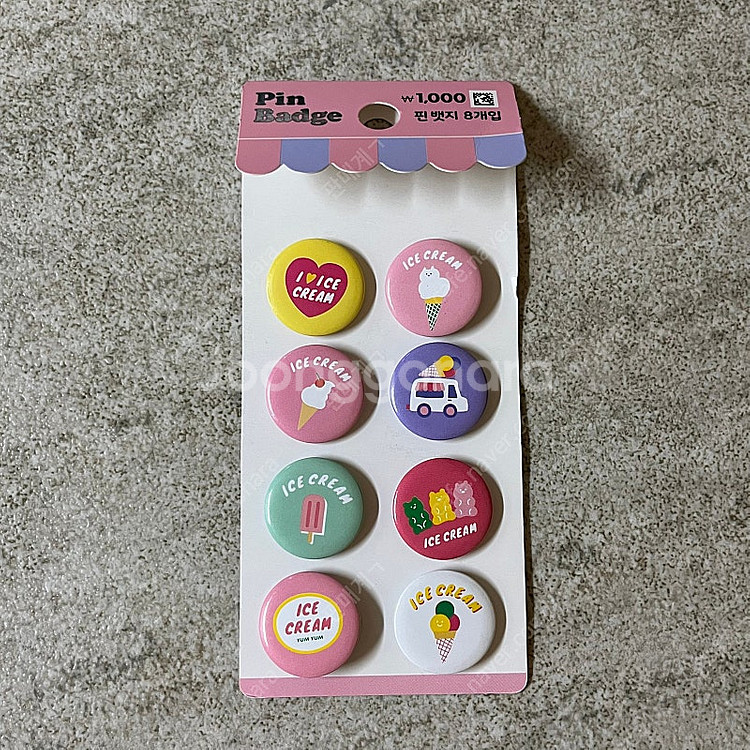 Pin
Badge
₩1,000
핀 뱃지 8개입
I ♥ ICE
CREAM
ICE CREAM
ICE CREAM
ICE CREAM
ICE CREAM
ICE
CREAM
YUM YUM
ICE CREAM
Joonggonara